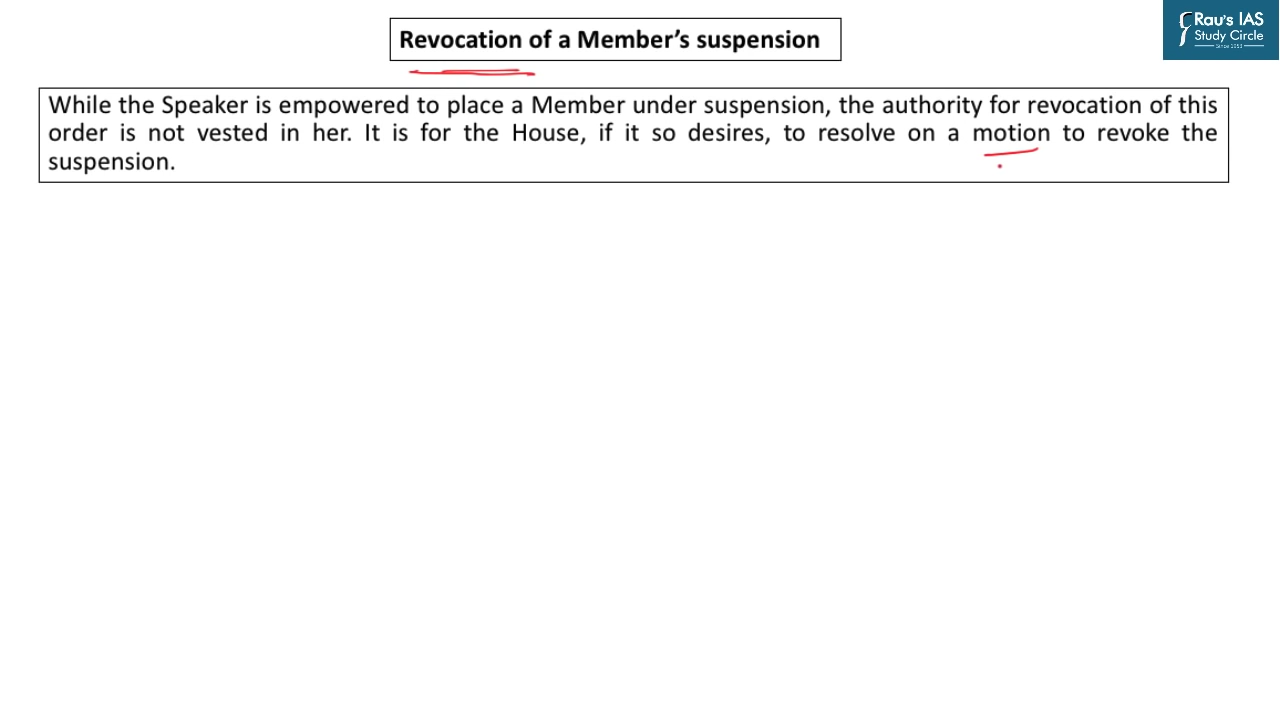 Rau's IAS
Study Circle
Since 1953
Revocation of a Member’s suspension
While the Speaker is empowered to place a Member under suspension, the authority for revocation of this
order is not vested in her. It is for the House, if it so desires, to resolve on a motion to revoke the
suspension.